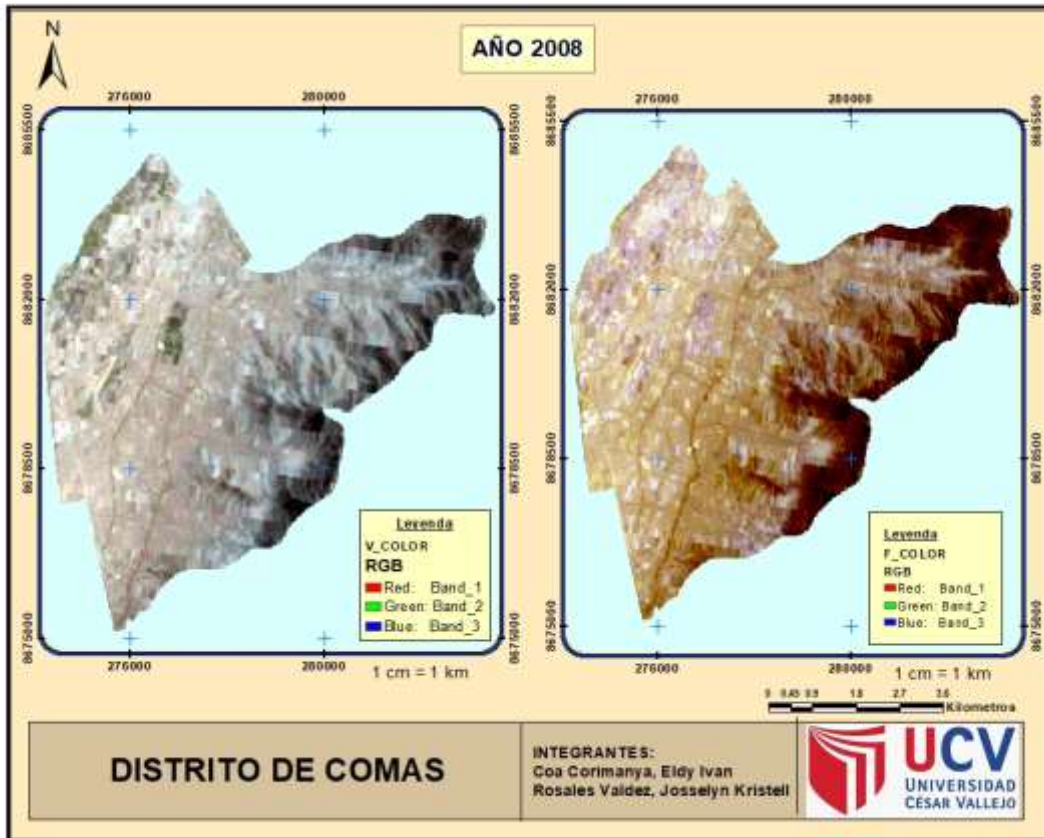 N
AÑO 2008
276000
280000
8685500
8685500
8682000
8682000
8678500
8678500
8675000
8675000
276000
280000
Leyenda
V_COLOR
RGB
Red: Band_1
Green: Band_2
Blue: Band_3
1 cm = 1 km
276000
280000
8685500
8685500
8682000
8682000
8678500
8678500
8675000
8675000
276000
280000
Leyenda
F_COLOR
RGB
Red: Band_1
Green: Band_2
Blue: Band_3
1 cm = 1 km
0 0.45 0.9 1.8 2.7 3.6
Kilometros
DISTRITO DE COMAS
INTEGRANTES:
Coa Corimanya, Eldy Ivan
Rosales Valdez, Josselyn Kristell
UCV
UNIVERSIDAD
CÉSAR VALLEJO